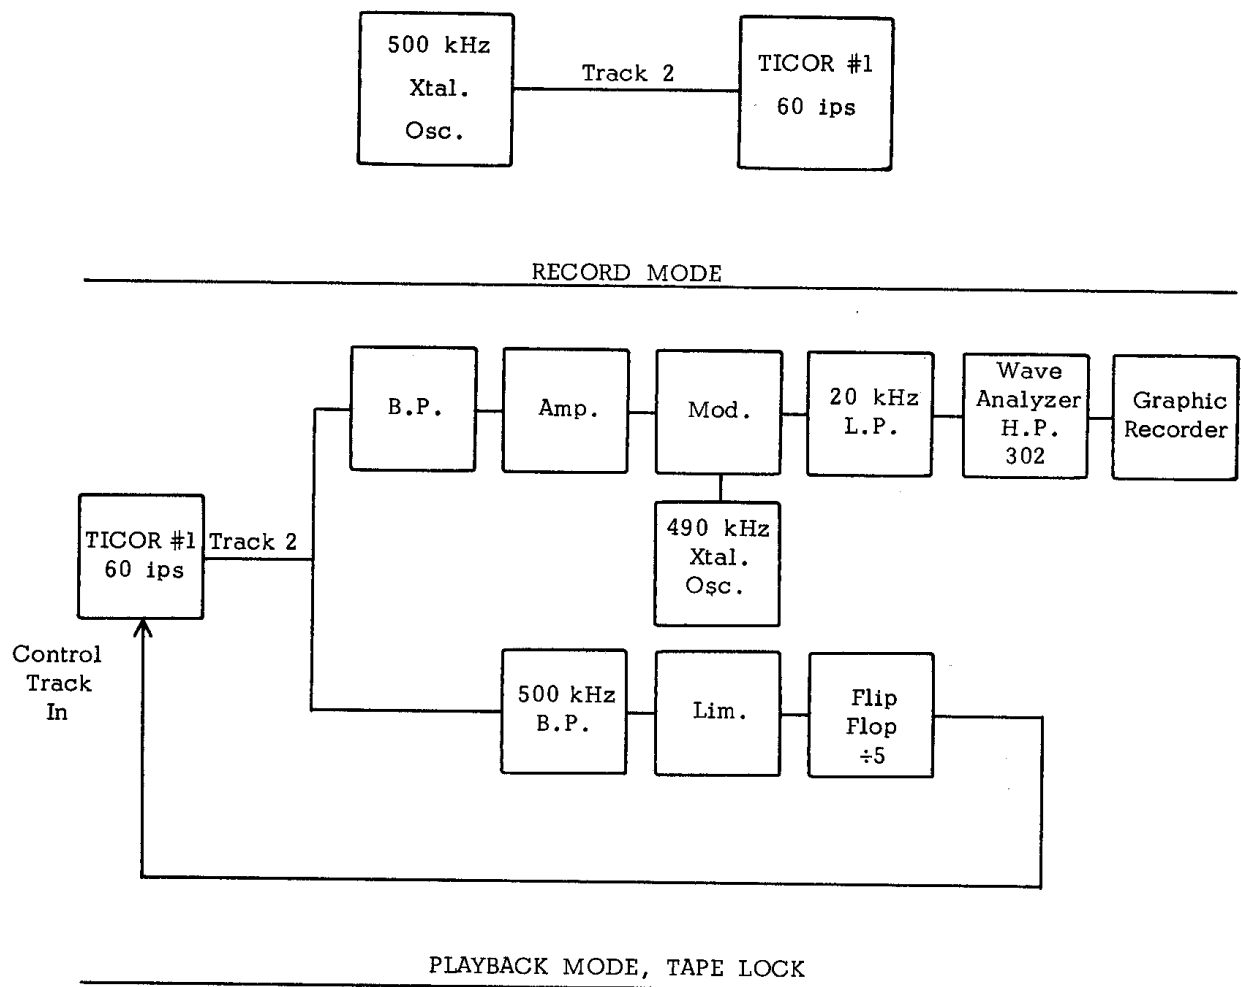 500 kHz
Xtal.
Osc.
Track 2
TICOR #1
60 ips
RECORD MODE
B.P.
Amp.
Mod.
20 kHz
L.P.
Wave
Analyzer
H.P.
302
Graphic
Recorder
490 kHz
Xtal.
Osc.
TICOR #1
60 ips
Track 2
Control
Track
In
500 kHz
B.P.
Lim.
Flip
Flop
÷5
PLAYBACK MODE, TAPE LOCK